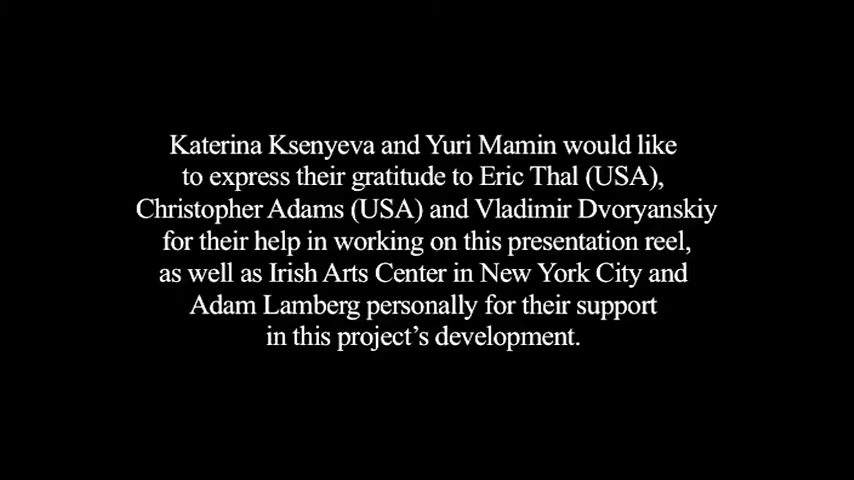 Katerina Ksenyeva and Yuri Mamin would like
to express their gratitude to Eric Thal (USA),
Christopher Adams (USA) and Vladimir Dvoryanskiy
for their help in working on this presentation reel,
as well as Irish Arts Center in New York City and
Adam Lamberg personally for their support
in this project’s development.